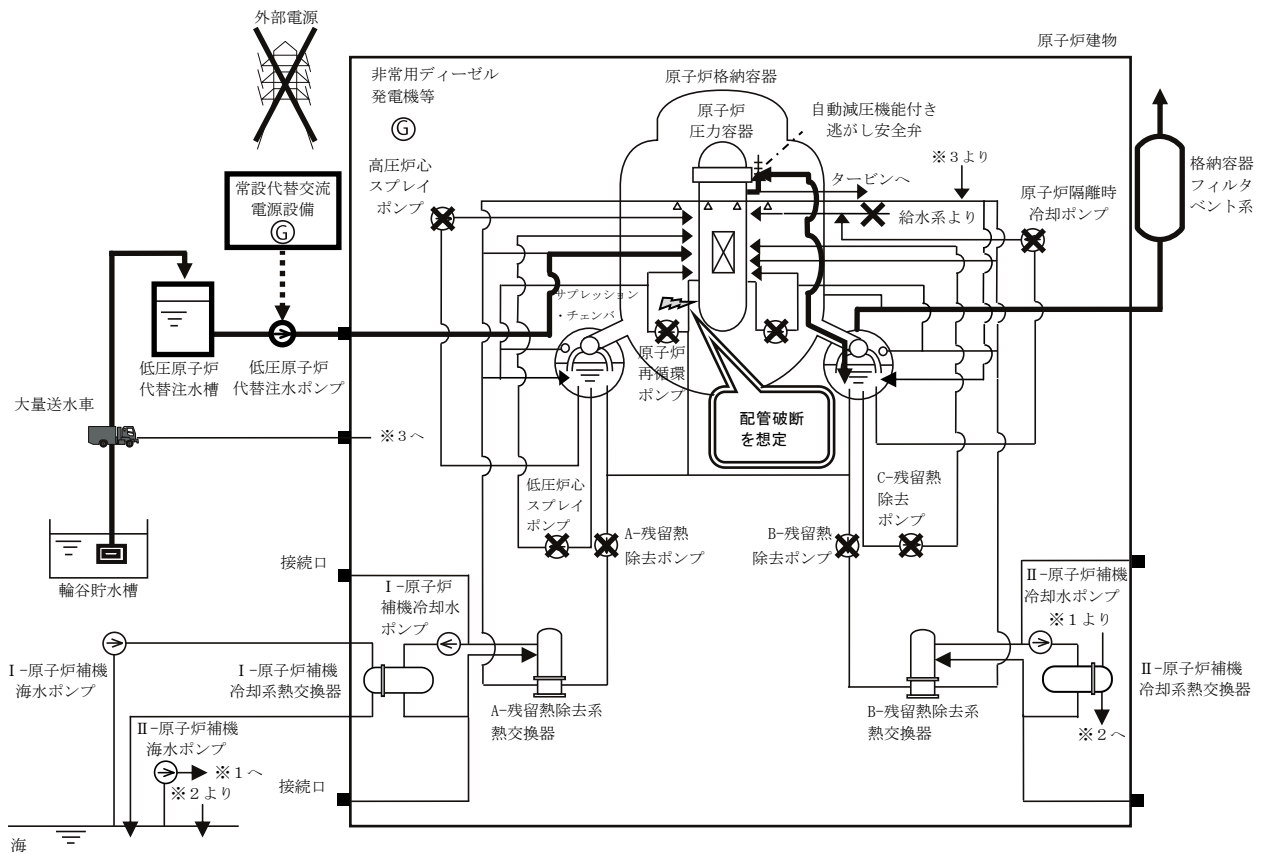 外部電源
原子炉建物
非常用ディーゼル
発電機等
G
原子炉格納容器
原子炉
圧力容器
自動減圧機能付き
逃がし安全弁
※3より
タービンへ
給水系より
原子炉隔離時
冷却ポンプ
格納容器
フィルタ
ベント系
高圧炉心
スプレイ
ポンプ
常設代替交流
電源設備
G
サプレッション
・チェンバ
低圧原子炉
代替注水槽
低圧原子炉
代替注水ポンプ
原子炉
再循環
ポンプ
配管破断
を想定
大量送水車
※3へ
輪谷貯水槽
低圧炉心
スプレイ
ポンプ
A-残留熱
除去ポンプ
B-残留熱
除去ポンプ
C-残留熱
除去
ポンプ
接続口
Ⅰ-原子炉
補機冷却水
ポンプ
Ⅱ-原子炉補機
冷却水ポンプ
※1より
Ⅰ-原子炉補機
海水ポンプ
Ⅰ-原子炉補機
冷却系熱交換器
A-残留熱除去系
熱交換器
B-残留熱除去系
熱交換器
Ⅱ-原子炉補機
冷却系熱交換器
※2へ
Ⅱ-原子炉補機
海水ポンプ
※1へ
※2より
接続口
海